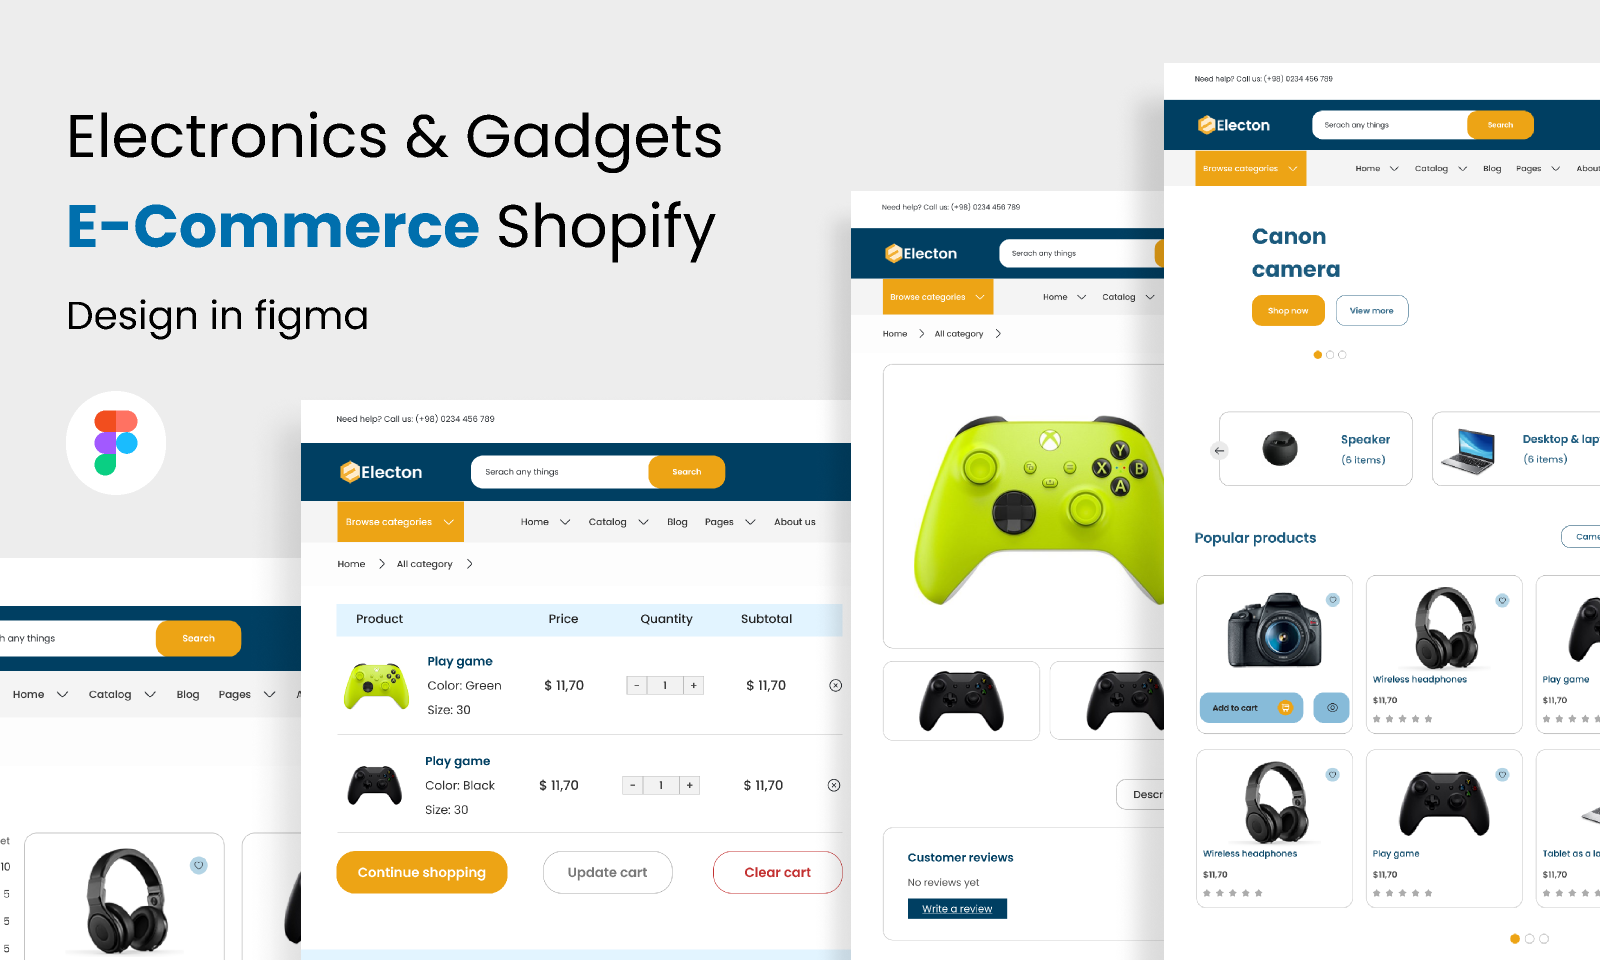 Electronics & Gadgets
E-Commerce Shopify
Design in figma
Need help? Call us: (+98) 0234 456 789
Electon
Serach any things
Search
Browse categories
Home
Catalog
Blog
Pages
About us
Home
All category
Product
Price
Quantity
Subtotal
Play game
Color: Green
Size: 30
$ 11,70
-
1
+
$ 11,70
Play game
Color: Black
Size: 30
$ 11,70
-
1
+
$ 11,70
Continue shopping
Update cart
Clear cart
any things
Search
Home
Catalog
Blog
Pages
10
5
5
5
Need help? Call us: (+98) 0234 456 789
Electon
Serach any things
Browse categories
Home
Catalog
Home
All category
Descr
Customer reviews
No reviews yet
Write a review
Need help? Call us: (+98) 0234 456 789
Electon
Serach any things
Search
Browse categories
Home
Catalog
Blog
Pages
About
Canon
camera
Shop now
View more
Speaker
(6 items)
Desktop & lap
(6 items)
Popular products
Came
Add to cart
Wireless headphones
$11,70
Play game
$11,70
Wireless headphones
$11,70
Play game
$11,70
Tablet as a la
$11,70